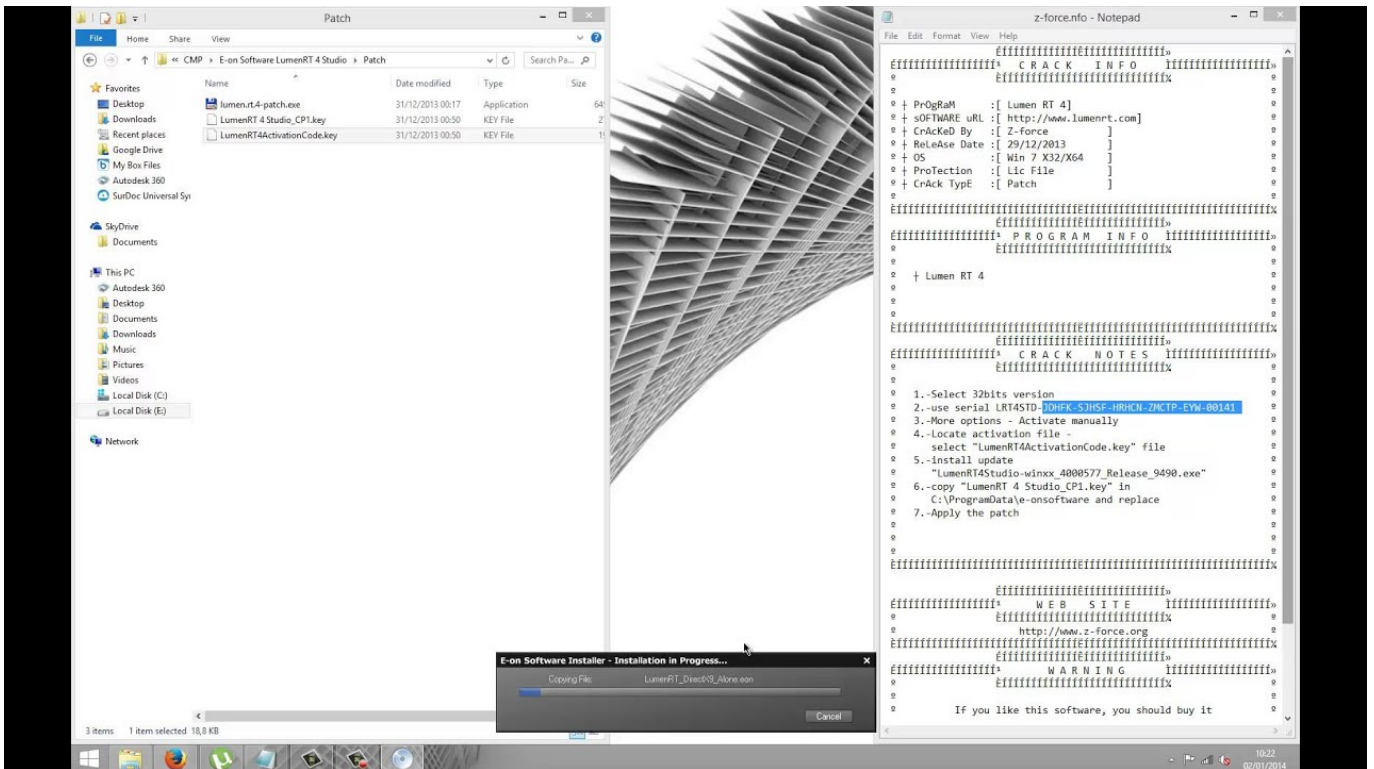 Patch
File Home Share View
« CMP › E-on Software LumenRT 4 Studio › Patch
Search Pa...
Name Date modified Type Size
lumen.rt.4-patch.exe 31/12/2013 00:17 Application
LumenRT 4 Studio_CP1.key 31/12/2013 00:50 KEY File
LumenRT4ActivationCode.key 31/12/2013 00:50 KEY File
Favorites
Desktop
Downloads
Recent places
Google Drive
My Box Files
Autodesk 360
SurDoc Universal Syı
SkyDrive
Documents
This PC
Autodesk 360
Desktop
Documents
Downloads
Music
Pictures
Videos
Local Disk (C:)
Local Disk (E:)
Network
3 items 1 item selected 18,8 KB
E-on Software Installer - Installation in Progress...
Copying File: LumenRT_DirectX9_Alone.eon
Cancel
z-force.nfo - Notepad
File Edit Format View Help
C R A C K I N F O
PrOgRaM :[ Lumen RT 4]
sOFTWARE uRL :[ http://www.lumenrt.com]
CrAcKeD By :[ Z-force ]
ReLeAse Date :[ 29/12/2013 ]
OS :[ Win 7 X32/X64 ]
ProTection :[ Lic File ]
CrAck TypE :[ Patch ]
P R O G R A M I N F O
Lumen RT 4
C R A C K N O T E S
1.-Select 32bits version
2.-use serial LRT4STD-JDHFK-SJHSF-HRHCN-ZMCTP-EYW-00141
3.-More options - Activate manually
4.-Locate activation file -
select "LumenRT4ActivationCode.key" file
5.-install update
"LumenRT4Studio-winxx_4000577_Release_9490.exe"
6.-copy "LumenRT 4 Studio_CP1.key" in
C:\ProgramData\e-onsoftware and replace
7.-Apply the patch
W E B S I T E
http://www.z-force.org
W A R N I N G
If you like this software, you should buy it
10:22
02/01/2014